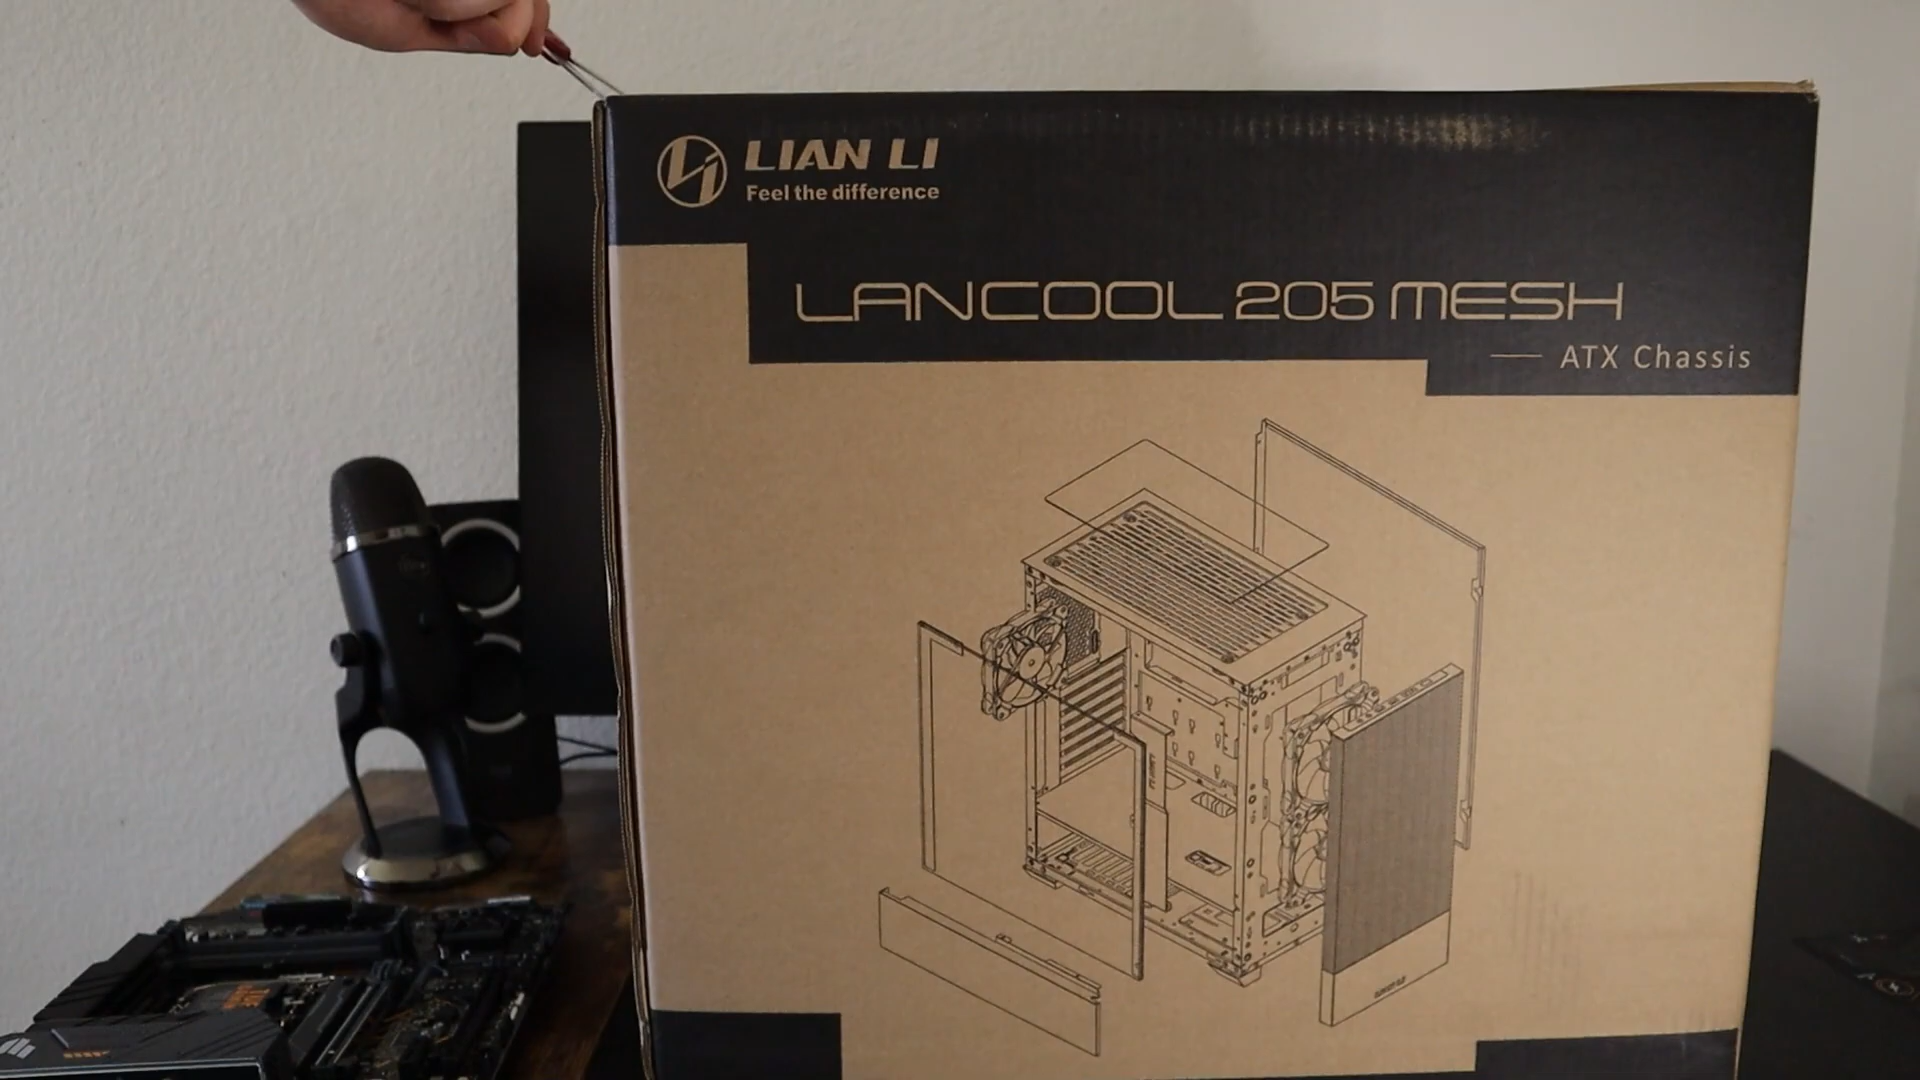 LIAN LI
Feel the difference
LANCOOL 205 MESH
ATX Chassis